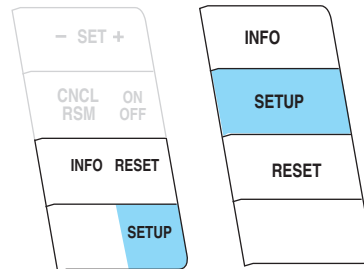 − SET +
CNCL ON
RSM OFF
INFO RESET
SETUP
INFO
SETUP
RESET